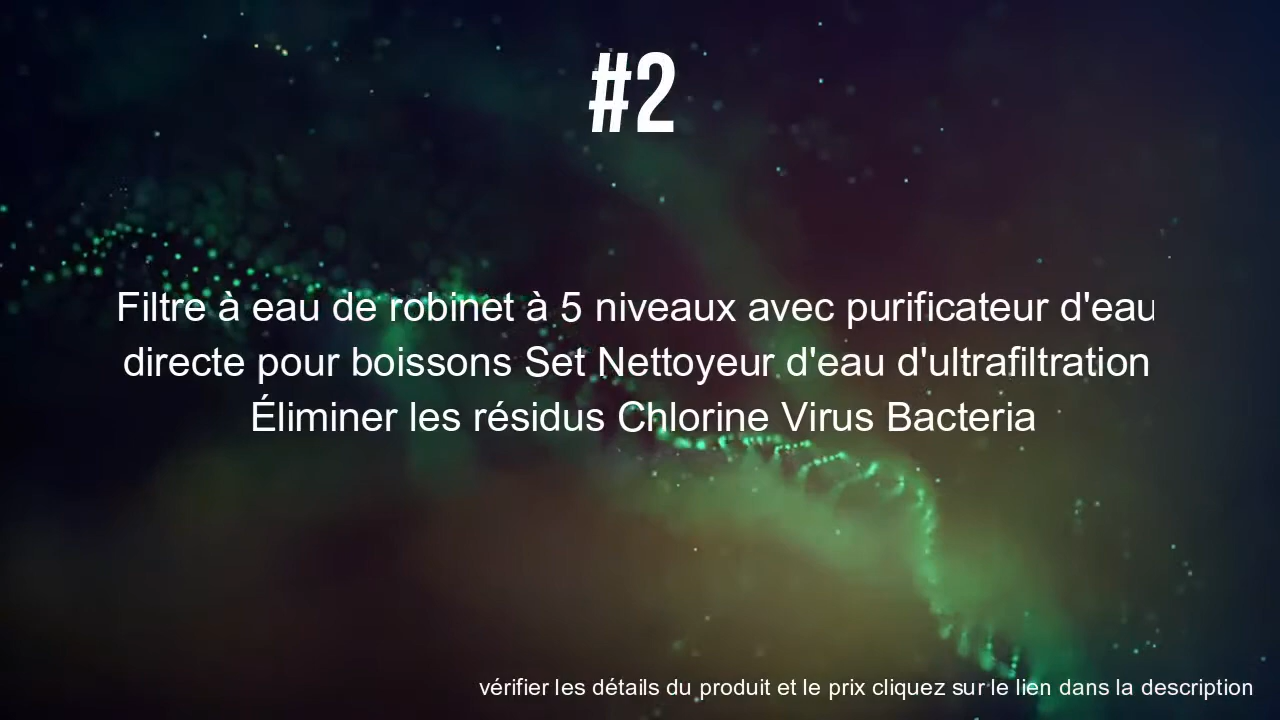 #2
Filtre à eau de robinet à 5 niveaux avec purificateur d'eau
directe pour boissons Set Nettoyeur d'eau d'ultrafiltration
Éliminer les résidus Chlorine Virus Bacteria
vérifier les détails du produit et le prix cliquez sur le lien dans la description